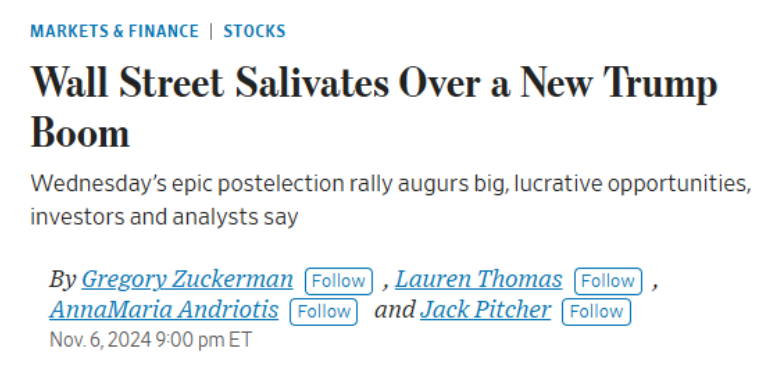 MARKETS & FINANCE | STOCKS
Wall Street Salivates Over a New Trump
Boom
Wednesday’s epic postelection rally augurs big, lucrative opportunities,
investors and analysts say
By Gregory Zuckerman Follow , Lauren Thomas Follow ,
AnnaMaria Andriotis Follow and Jack Pitcher Follow
Nov. 6, 2024 9:00 pm ET